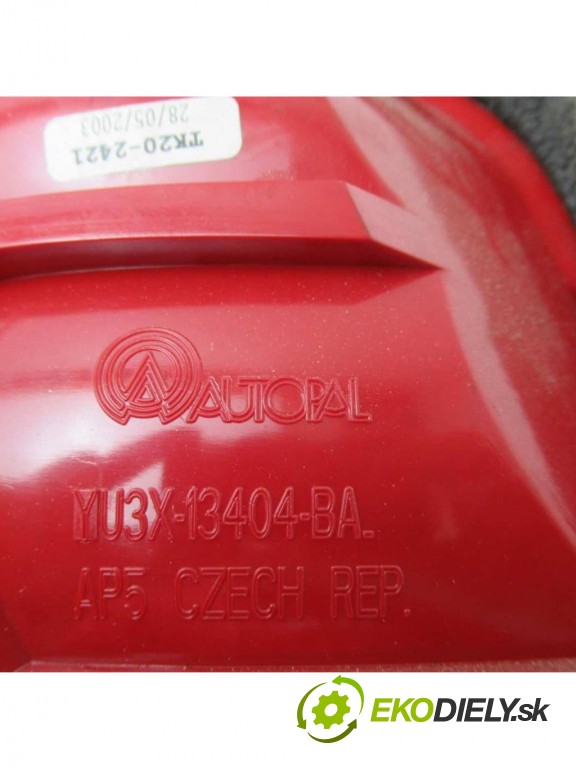 TK20-2421
28/05/2003
AUTOPAL
YU3X-13404-BA
AP5 CZECH REP.
EKODIELY.sk